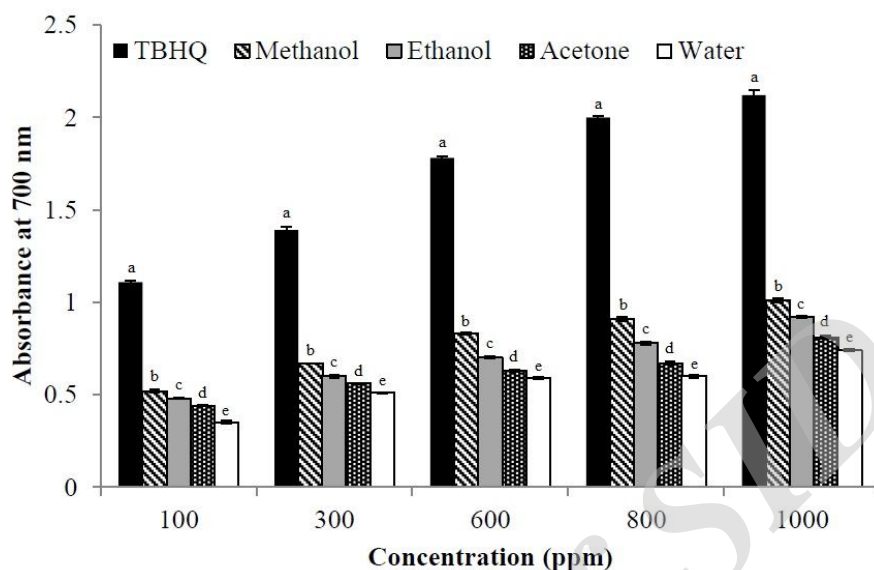 2.5
TBHQ Methanol Ethanol Acetone Water
2
1.5
1
0.5
0
Absorbance at 700 nm
a b c d e
a b c d e
a b c d e
a b c d e
a b c d e
100 300 600 800 1000
Concentration (ppm)
SID